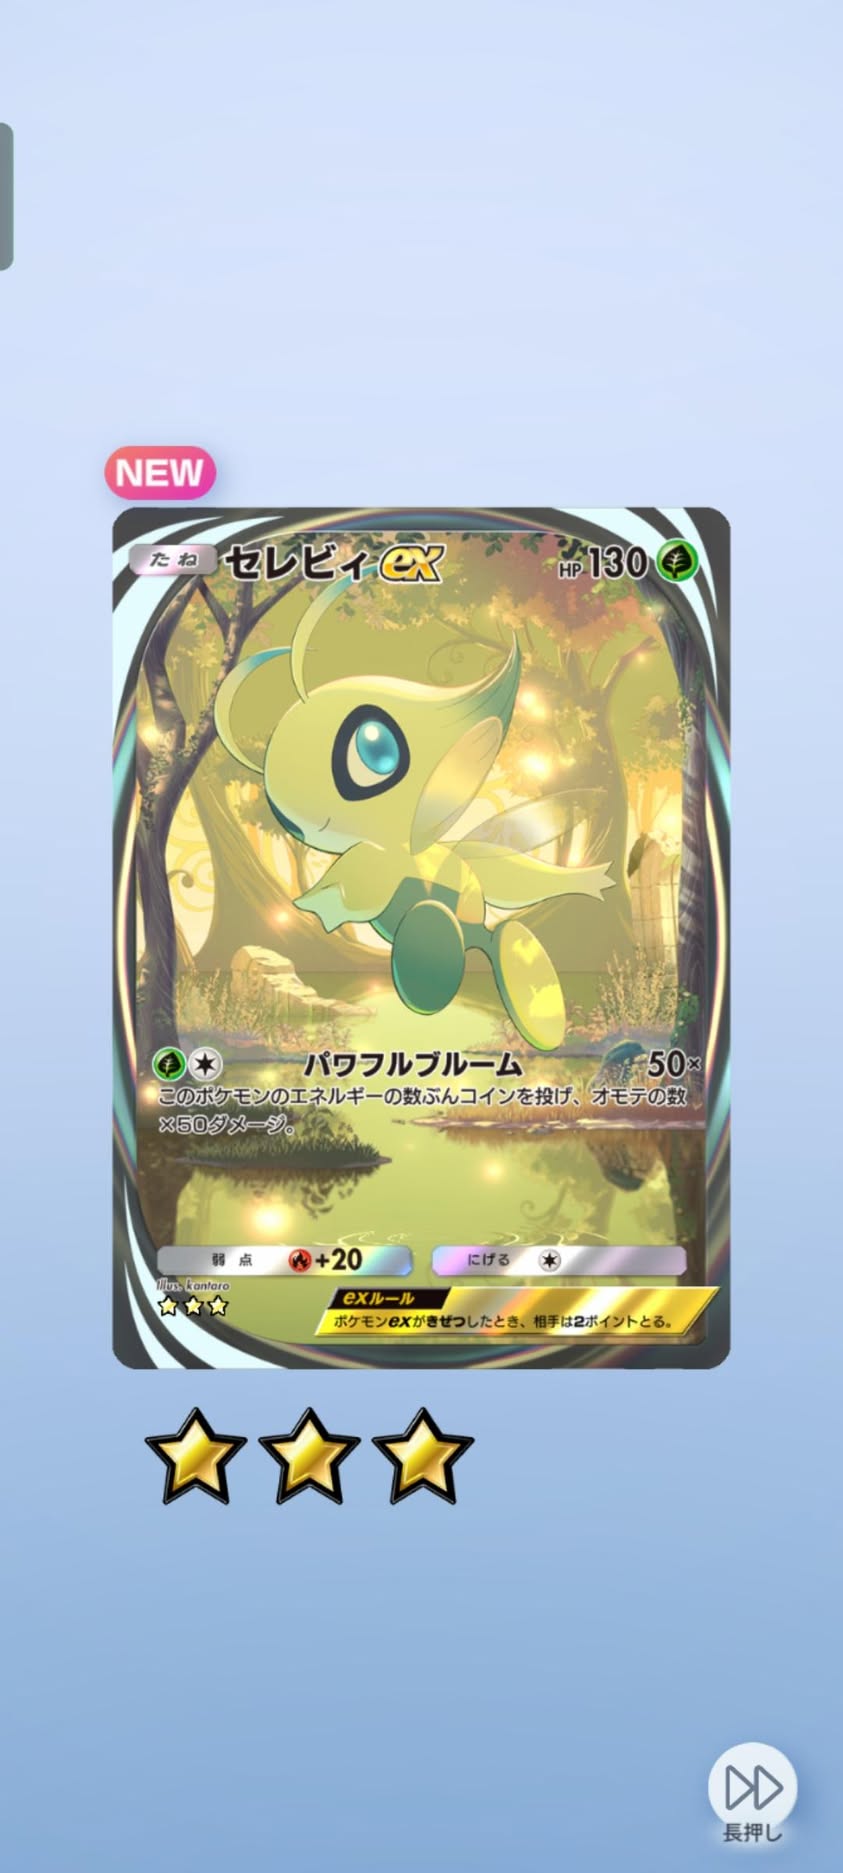 NEW
たね セレビィex HP130
パワフルブルーム 50×
このポケモンのエネルギーの数ぶんコインを投げ、オモテの数
×50ダメージ。
弱点 +20 にげる
Illus. kantaro
exルール
ポケモンexがきぜつしたとき、相手は2ポイントとる。
長押し